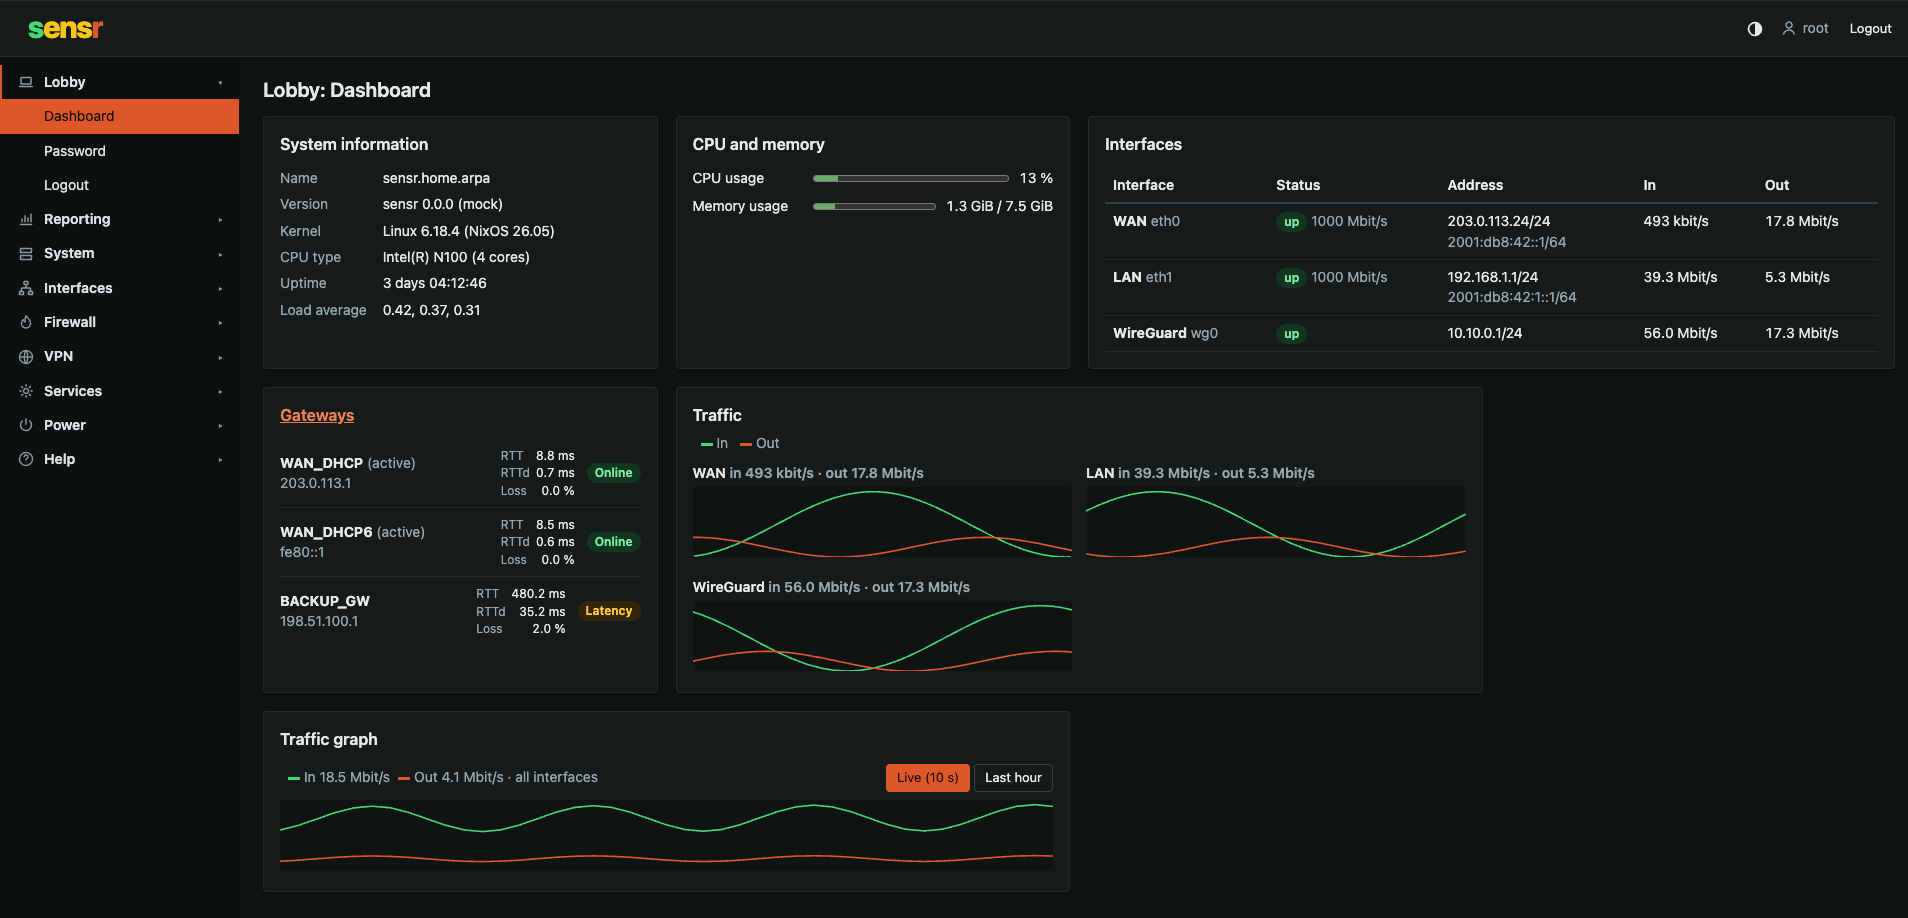 sensr
root
Logout
Lobby
Dashboard
Password
Logout
Reporting
System
Interfaces
Firewall
VPN
Services
Power
Help
Lobby: Dashboard
System information
Name sensr.home.arpa
Version sensr 0.0.0 (mock)
Kernel Linux 6.18.4 (NixOS 26.05)
CPU type Intel(R) N100 (4 cores)
Uptime 3 days 04:12:46
Load average 0.42, 0.37, 0.31
CPU and memory
CPU usage 13 %
Memory usage 1.3 GiB / 7.5 GiB
Interfaces
Interface Status Address In Out
WAN eth0 up 1000 Mbit/s 203.0.113.24/24 493 kbit/s 17.8 Mbit/s
2001:db8:42::1/64
LAN eth1 up 1000 Mbit/s 192.168.1.1/24 39.3 Mbit/s 5.3 Mbit/s
2001:db8:42:1::1/64
WireGuard wg0 up 10.10.0.1/24 56.0 Mbit/s 17.3 Mbit/s
Gateways
WAN_DHCP (active)
203.0.113.1
RTT 8.8 ms
RTTd 0.7 ms
Loss 0.0 %
Online
WAN_DHCP6 (active)
fe80::1
RTT 8.5 ms
RTTd 0.6 ms
Loss 0.0 %
Online
BACKUP_GW
198.51.100.1
RTT 480.2 ms
RTTd 35.2 ms
Loss 2.0 %
Latency
Traffic
In Out
WAN in 493 kbit/s · out 17.8 Mbit/s
LAN in 39.3 Mbit/s · out 5.3 Mbit/s
WireGuard in 56.0 Mbit/s · out 17.3 Mbit/s
Traffic graph
In 18.5 Mbit/s Out 4.1 Mbit/s · all interfaces
Live (10 s)
Last hour